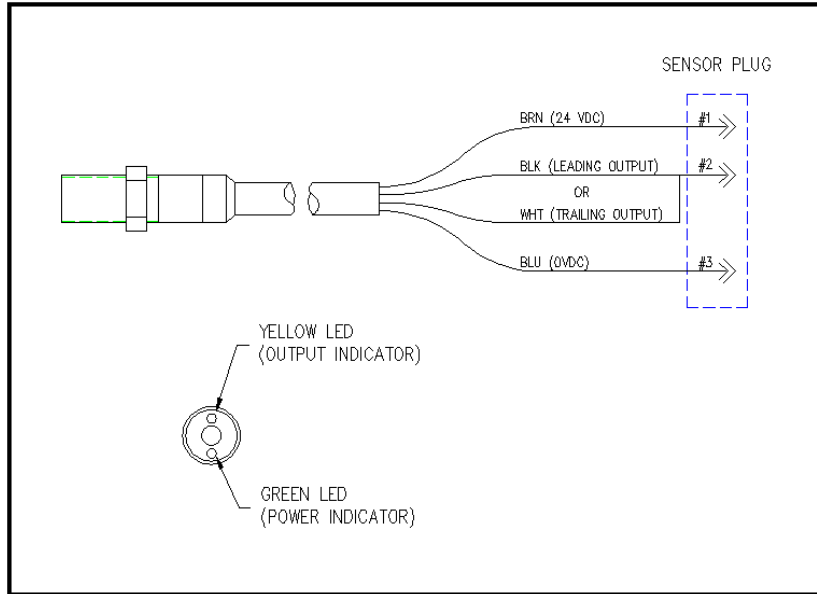 SENSOR PLUG
BRN (24 VDC)
#1
BLK (LEADING OUTPUT)
#2
OR
WHT (TRAILING OUTPUT)
BLU (0VDC)
#3
YELLOW LED
(OUTPUT INDICATOR)
GREEN LED
(POWER INDICATOR)